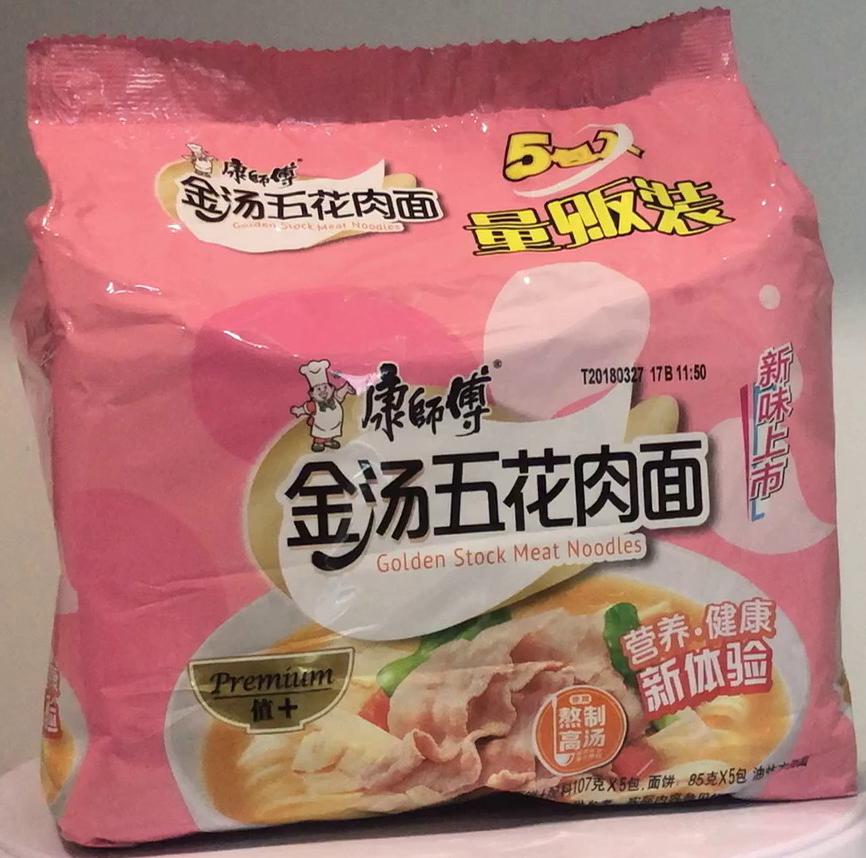 康師傅
金汤五花肉面
Golden Stock Meat Noodles
5包入
量贩装
T20180327 17B 11:50
新味上市
康師傅
金汤五花肉面
Golden Stock Meat Noodles
营养·健康
新体验
Premium
值+
熬制
高汤
配料107克X5包,面饼:85克X5包